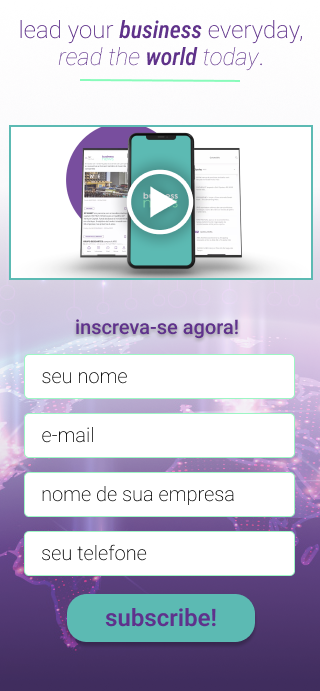 lead your business everyday,
read the world today.
business
inscreva-se agora!
seu nome
e-mail
nome de sua empresa
seu telefone
subscribe!